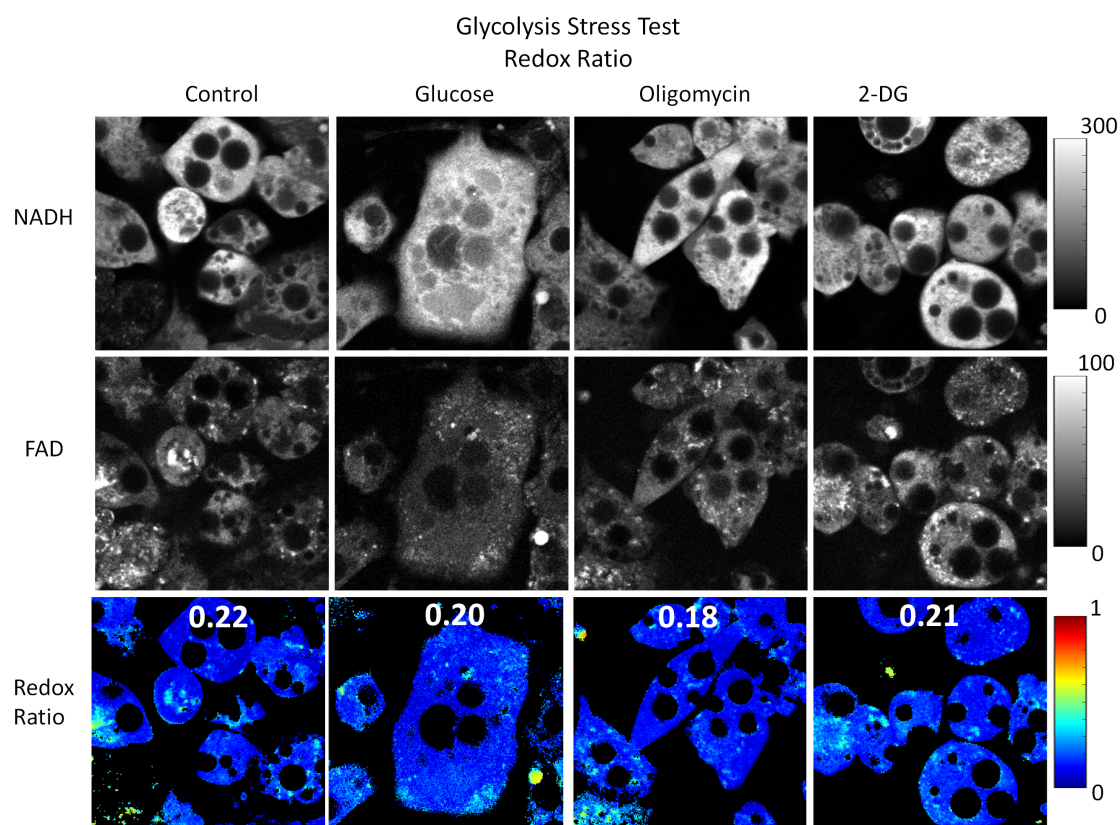 Glycolysis Stress Test
Redox Ratio
Control Glucose Oligomycin 2-DG
NADH
300
0
FAD
100
0
0.22 0.20 0.18 0.21
Redox
Ratio
1
0